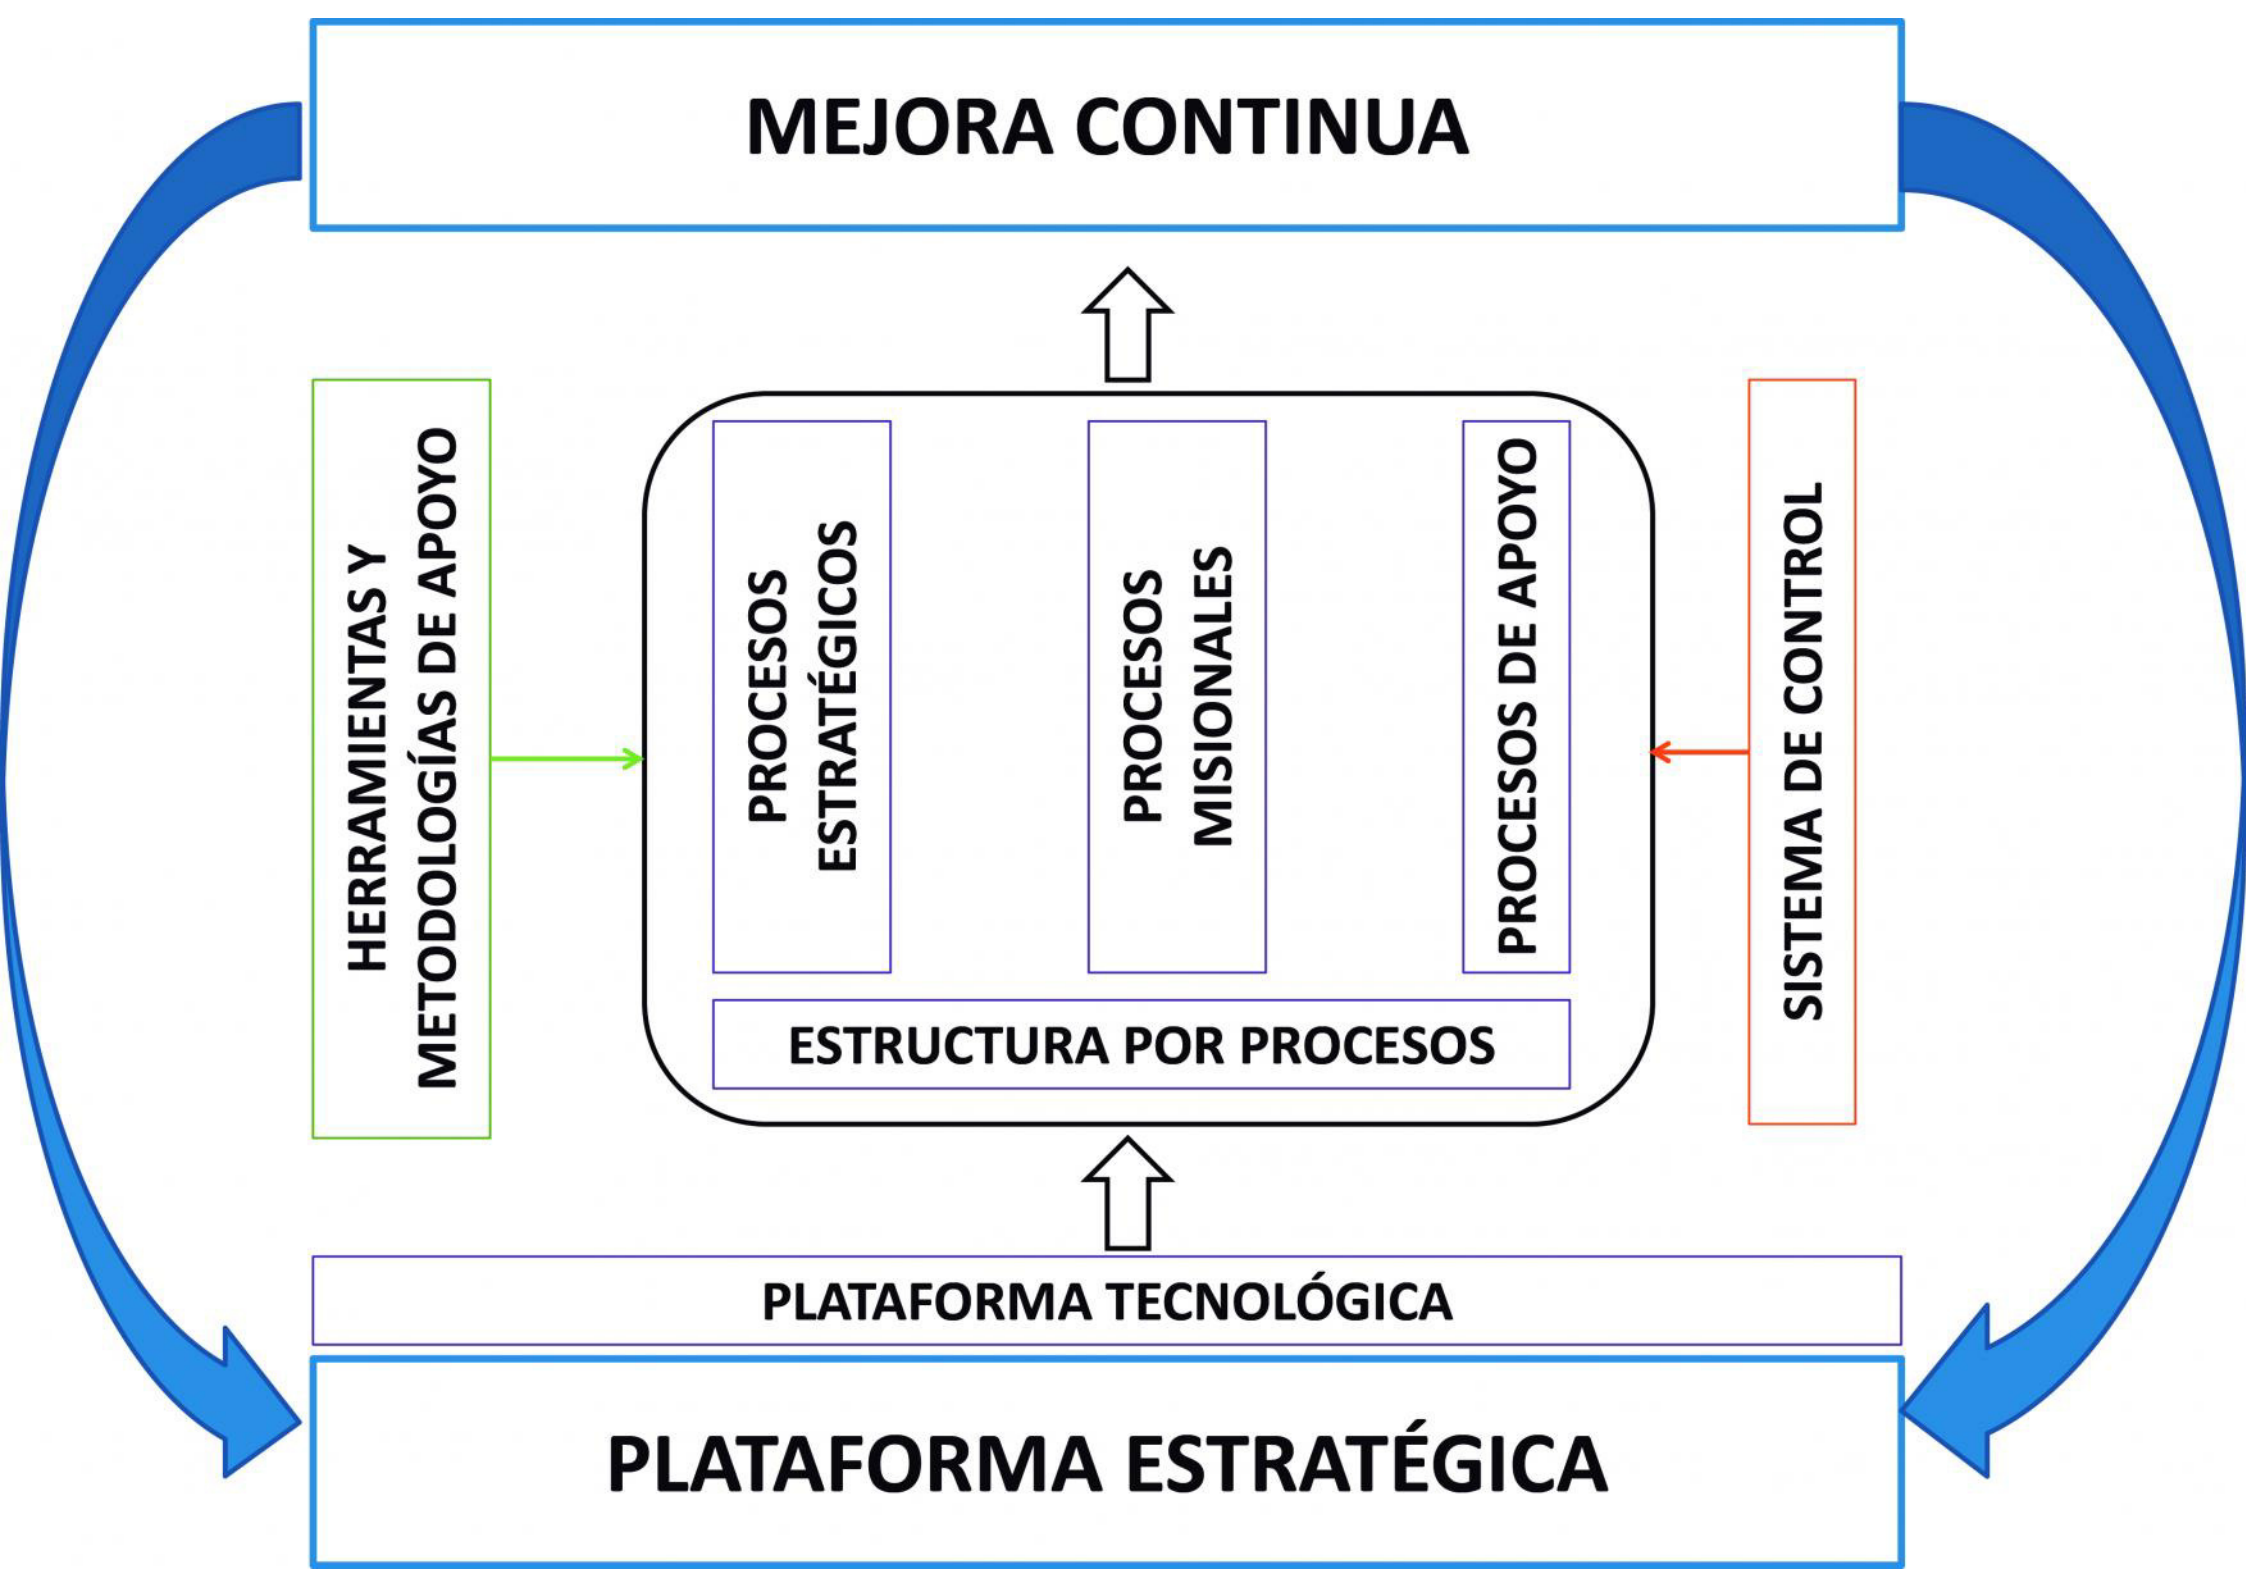 MEJORA CONTINUA
HERRAMIENTAS Y
METODOLOGÍAS DE APOYO
PROCESOS
ESTRATÉGICOS
PROCESOS
MISIONALES
PROCESOS DE APOYO
SISTEMA DE CONTROL
ESTRUCTURA POR PROCESOS
PLATAFORMA TECNOLÓGICA
PLATAFORMA ESTRATÉGICA